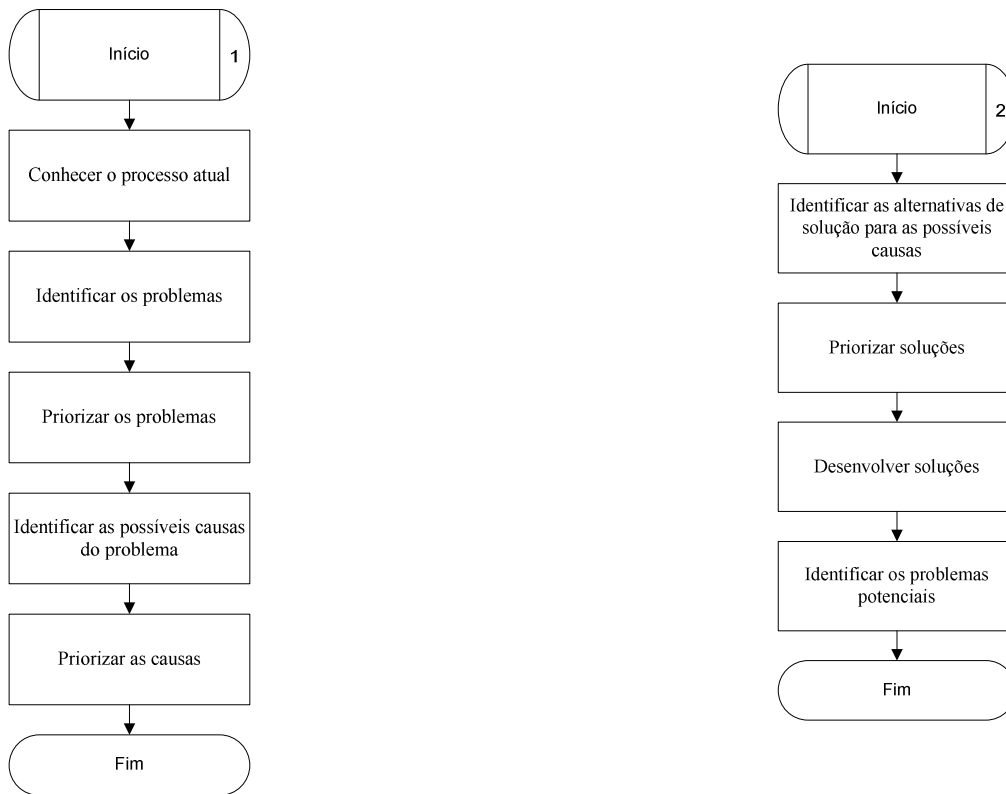 Início
1
Conhecer o processo atual
Identificar os problemas
Priorizar os problemas
Identificar as possíveis causas
do problema
Priorizar as causas
Fim
Início
2
Identificar as alternativas de
solução para as possíveis
causas
Priorizar soluções
Desenvolver soluções
Identificar os problemas
potenciais
Fim